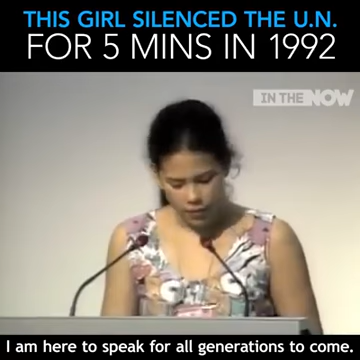 THIS GIRL SILENCED THE U.N.
FOR 5 MINS IN 1992
IN THE NOW
I am here to speak for all generations to come.